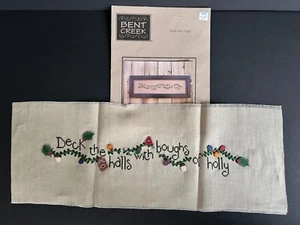 BENT
CREEK
Deck the boughs
halls with of holly